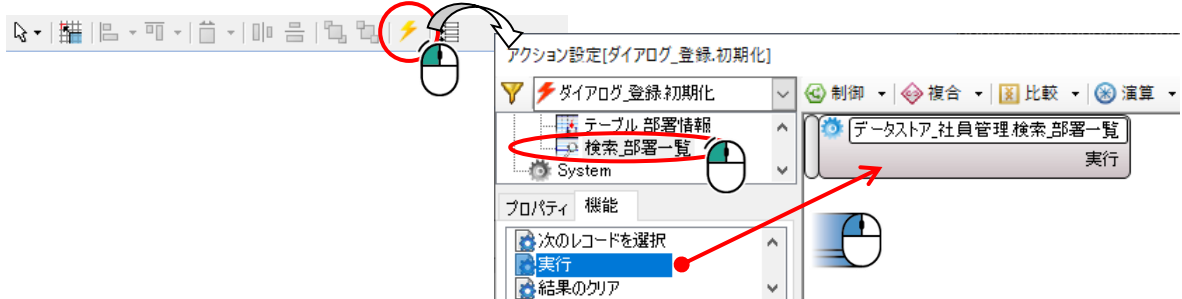 アクション設定[ダイアログ_登録.初期化]
ダイアログ_登録.初期化
制御
複合
比較
演算
テーブル_部署情報
検索_部署一覧
System
データストア_社員管理.検索_部署一覧
実行
プロパティ
機能
次のレコードを選択
実行
結果のクリア